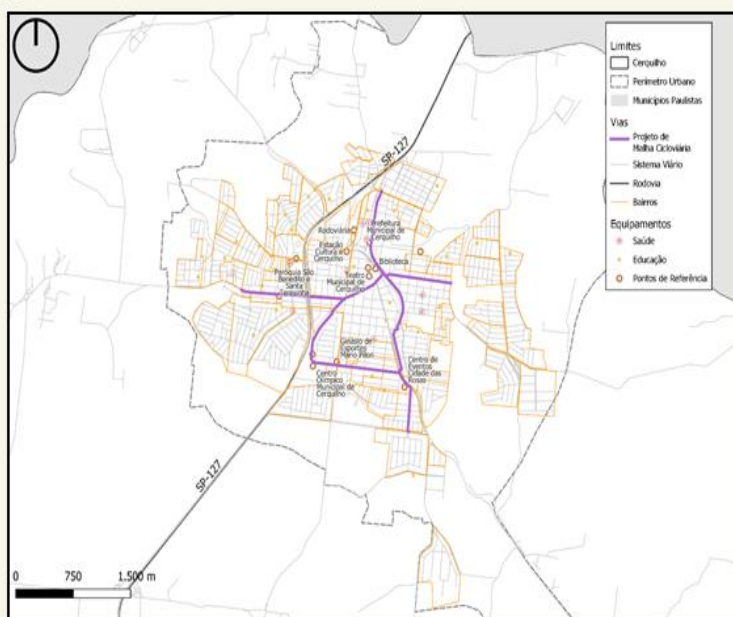 Limites
Cerquilho
Perímetro Urbano
Municípios Paulistas
Vias
Projeto de
Malha Cicloviária
Sistema Viário
Rodovia
Bairros
Equipamentos
Saúde
Educação
Pontos de Referência
SP-127
Prefeitura
Municipal de
Cerquilho
Rodoviária
Estação
Cultura e
Cerquilho
Biblioteca
Teatro
Municipal de
Cerquilho
Paróquia São
Benedito e
Santa
Terezinha
Ginásio de
Esportes
Mário Pilon
Centro
Olímpico
Municipal de
Cerquilho
Centro de
Eventos
Cidade das
Rosas
SP-127
0 750 1.500 m